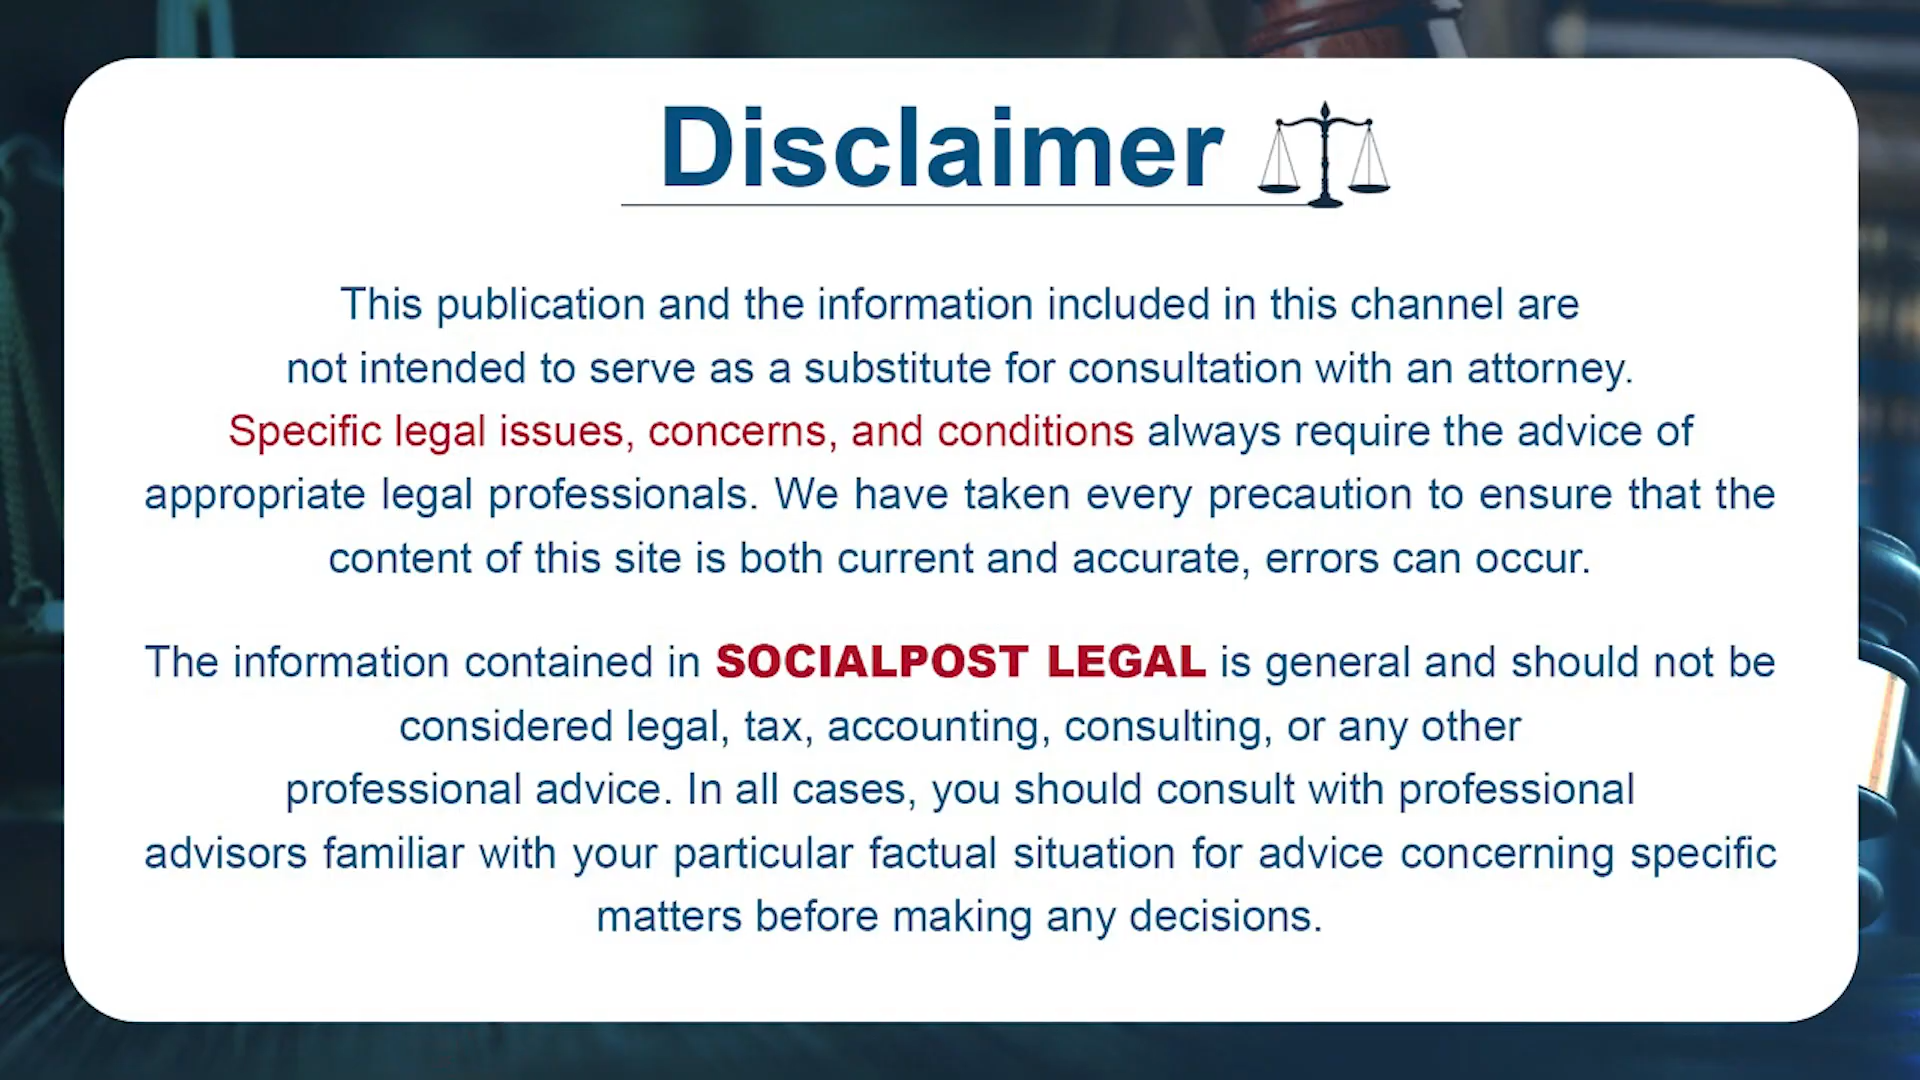 Disclaimer
This publication and the information included in this channel are
not intended to serve as a substitute for consultation with an attorney.
Specific legal issues, concerns, and conditions always require the advice of
appropriate legal professionals. We have taken every precaution to ensure that the
content of this site is both current and accurate, errors can occur.
The information contained in SOCIALPOST LEGAL is general and should not be
considered legal, tax, accounting, consulting, or any other
professional advice. In all cases, you should consult with professional
advisors familiar with your particular factual situation for advice concerning specific
matters before making any decisions.